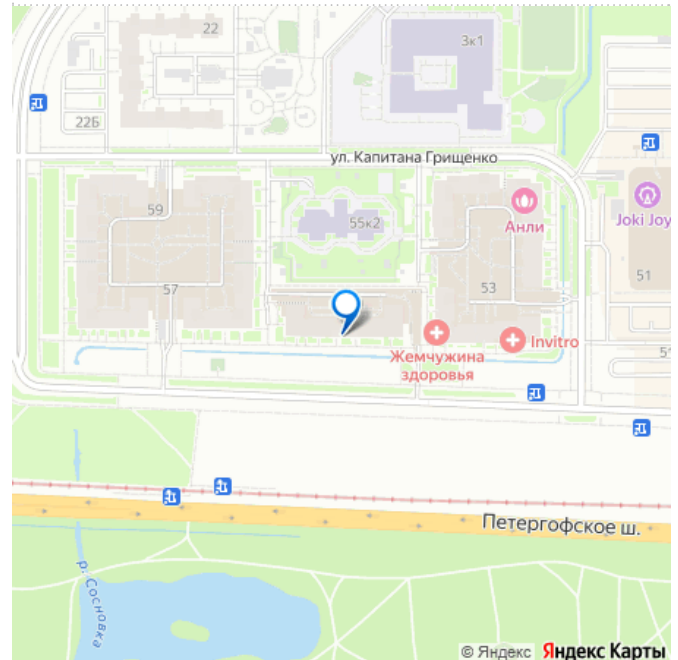 22
3к1
22Б
ул. Капитана Грищенко
59
55к2
Анли
Joki Joy
51
57
53
Жемчужина
здоровья
Invitro
Петергофское ш.
р. Сосновка
© Яндекс Яндекс Карты